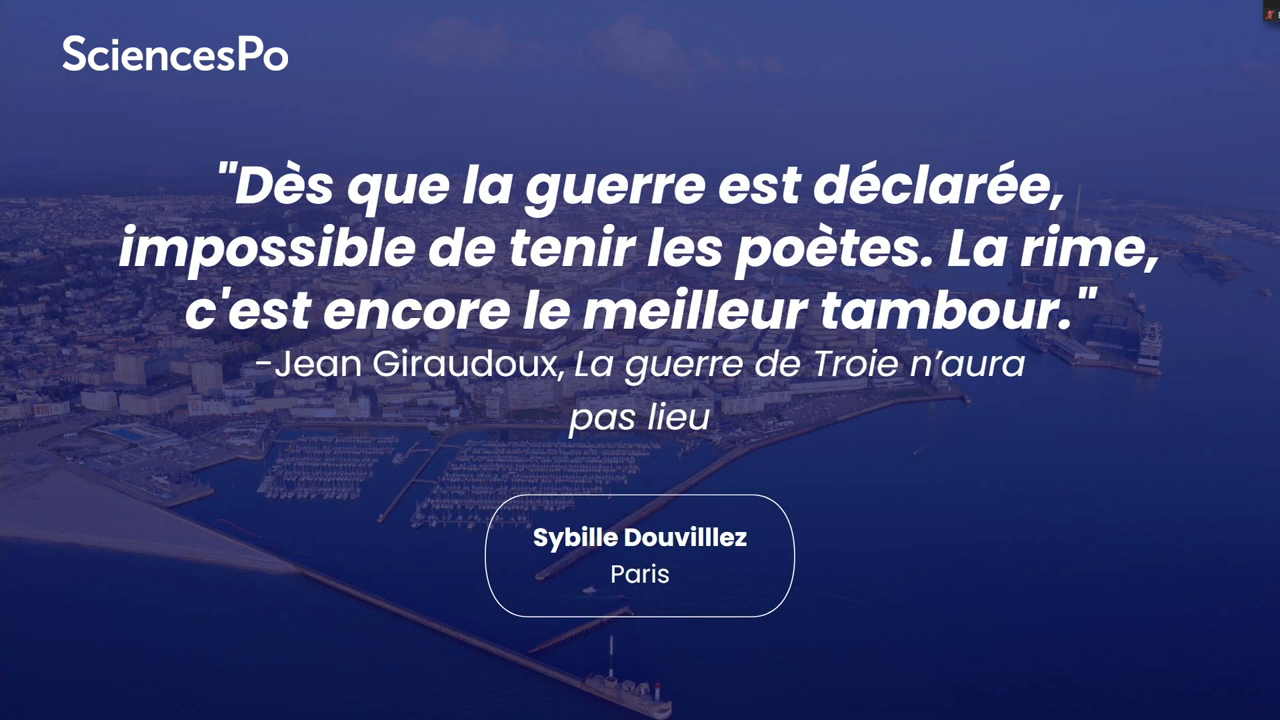 SciencesPo
"Dès que la guerre est déclarée,
impossible de tenir les poètes. La rime,
c'est encore le meilleur tambour."
-Jean Giraudoux, La guerre de Troie n’aura
pas lieu
Sybille Douvilllez
Paris